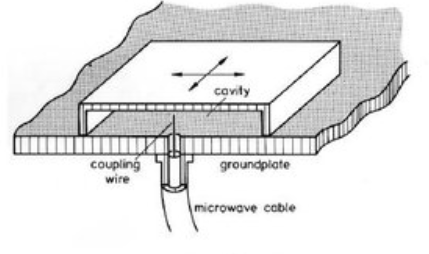 cavity
coupling
wire
groundplate
microwave cable